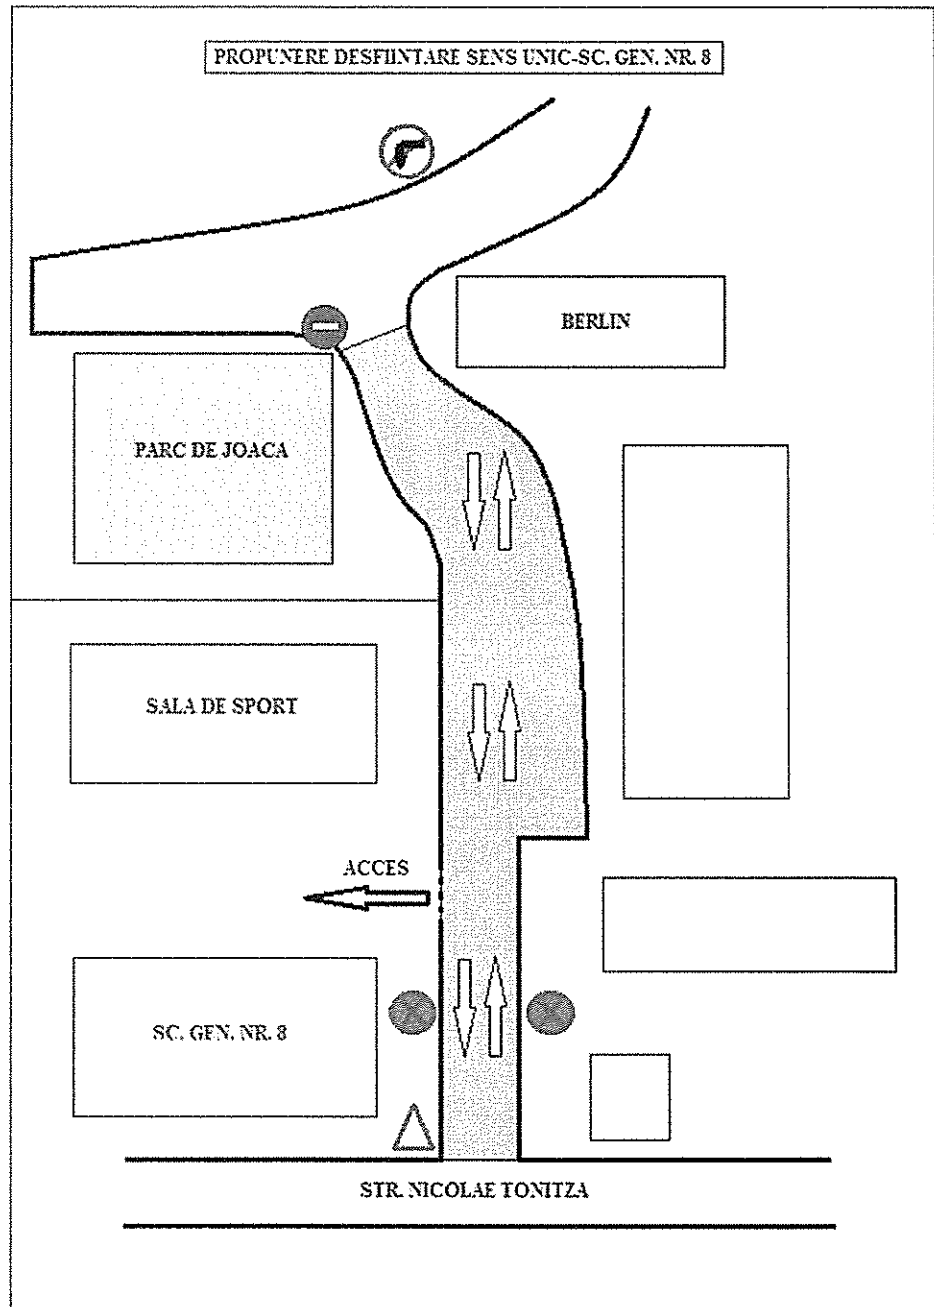 PROPUNERE DESFIINTARE SENS UNIC-SC. GEN. NR. 8
BERLIN
PARC DE JOACA
SALA DE SPORT
ACCES
SC. GEN. NR. 8
STR. NICOLAE TONITZA